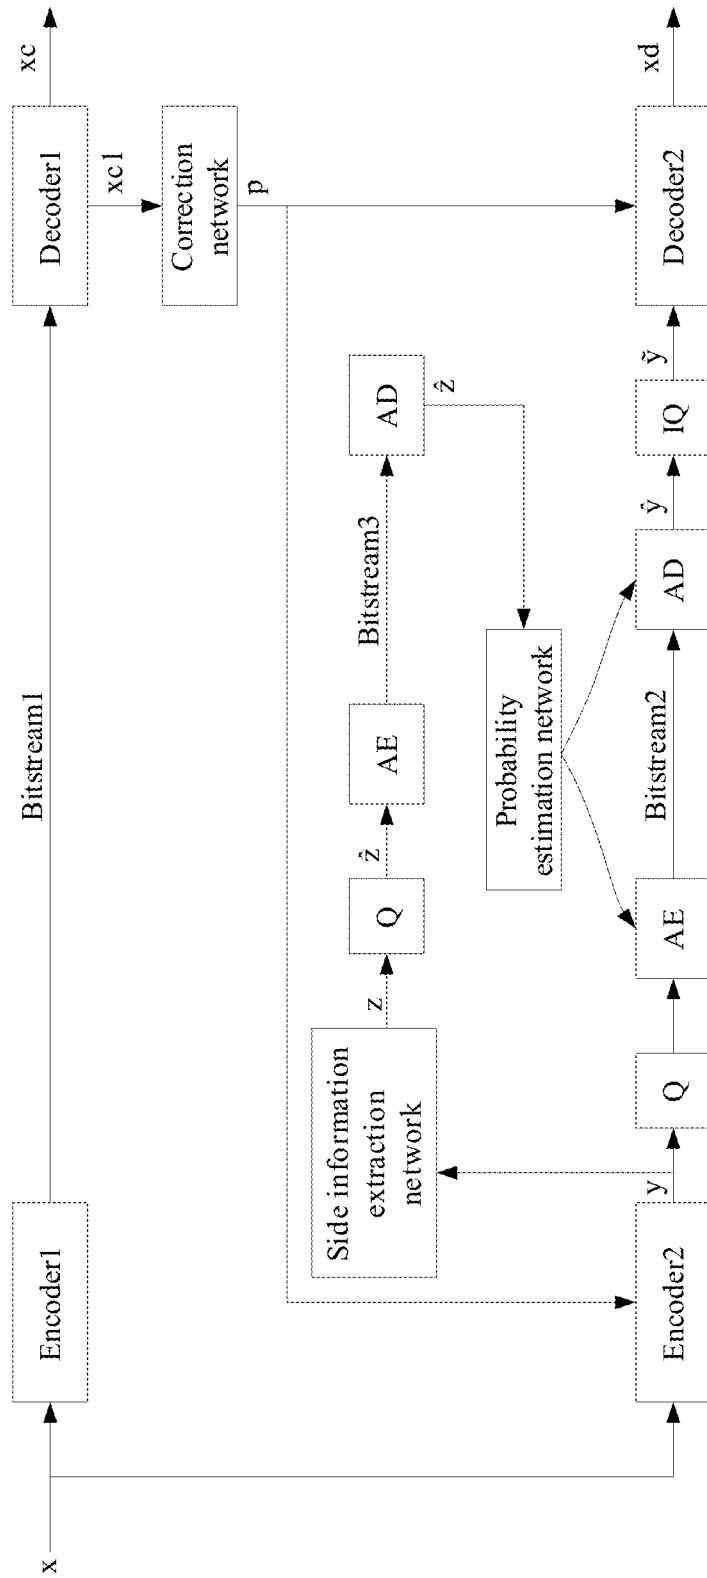 x
Encoder1
Bitstream1
Decoder1
xc
xc1
Correction
network
p
Side information
extraction
network
z
Q
ẑ
AE
Bitstream3
AD
ẑ
Probability
estimation network
Encoder2
y
Q
AE
Bitstream2
AD
ŷ
IQ
ỹ
Decoder2
xd